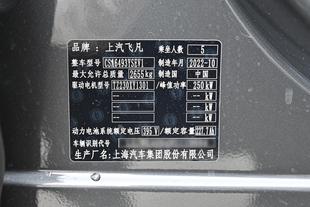 品牌：上汽飞凡 乘坐人数 5
整车型号 CSM6493YSEV1 制造年月 2022-10
最大允许总质量 2655kg 制造国 中国
驱动电机型号 TZ230XY1301 /峰值功率 250 kW
/ -- kW
/ -- kW
动力电池系统额定电压 395 V /额定容量 227.7Ah
车辆识别代号
生产厂名：上海汽车集团股份有限公司